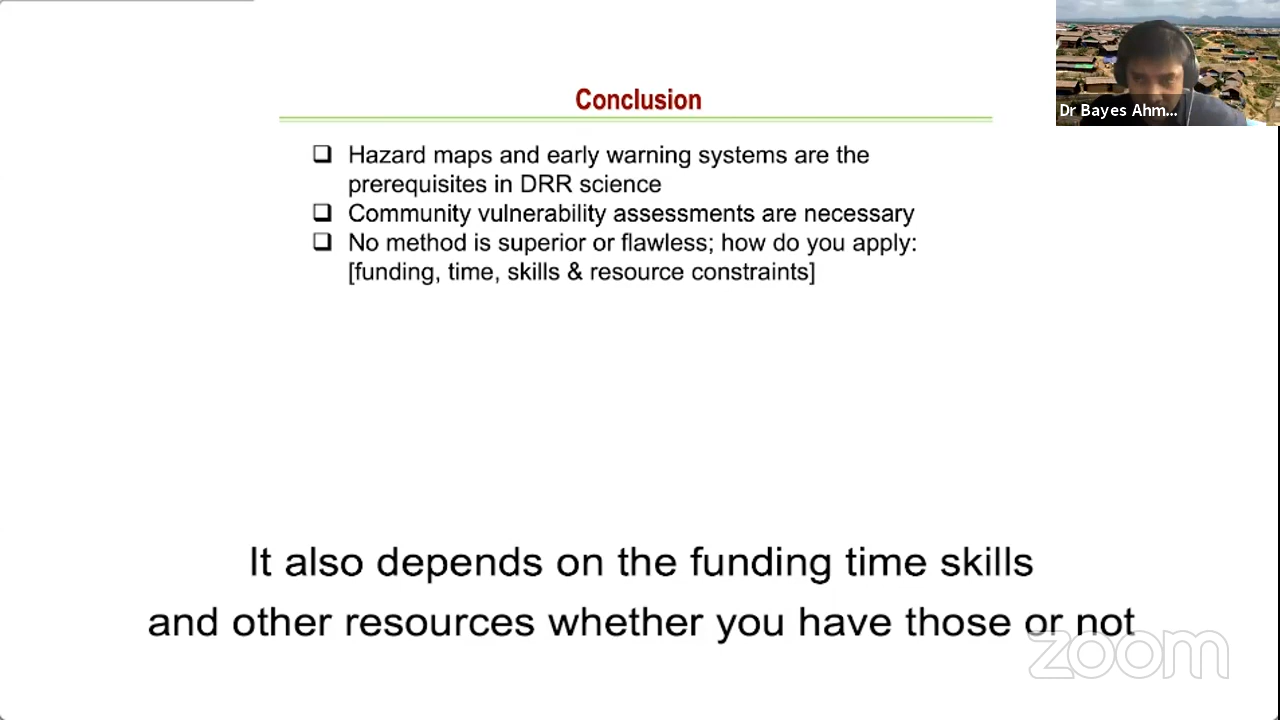 Conclusion
❑ Hazard maps and early warning systems are the
prerequisites in DRR science
❑ Community vulnerability assessments are necessary
❑ No method is superior or flawless; how do you apply:
[funding, time, skills & resource constraints]
Dr Bayes Ahm...
It also depends on the funding time skills
and other resources whether you have those or not
zoom